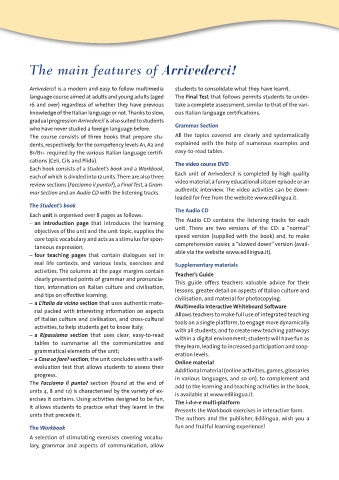 The main features of Arrivederci!
Arrivederci! is a modern and easy to follow multimedia
language course aimed at adults and young adults (aged
16 and over) regardless of whether they have previous
knowledge of the Italian language or not. Thanks to slow,
gradual progression Arrivederci! is also suited to students
who have never studied a foreign language before.
The course consists of three books that prepare stu-
dents, respectively, for the competency levels A1, A2 and
B1/B1+ required by the various Italian language certifi-
cations (Celi, Cils and Plida).
Each book consists of a Student's book and a Workbook,
each of which is divided into 12 units. There are also three
review sections (Facciamo il punto?), a Final Test, a Gram-
mar Section and an Audio CD with the listening tracks.
The Student's book
Each unit is organised over 8 pages as follows:
– an introduction page that introduces the learning
objectives of the unit and the unit topic, supplies the
core topic vocabulary and acts as a stimulus for spon-
taneous expression;
– four teaching pages that contain dialogues set in
real life contexts, and various texts, exercises and
activities. The columns at the page margins contain
clearly presented points of grammar and pronuncia-
tion, information on Italian culture and civilisation,
and tips on effective learning;
– a L'Italia da vicino section that uses authentic mate-
rial packed with interesting information on aspects
of Italian culture and civilisation, and cross-cultural
activities, to help students get to know Italy;
– a Ripassiamo section that uses clear, easy-to-read
tables to summarise all the communicative and
grammatical elements of the unit;
– a Cosa so fare? section, the unit concludes with a self-
evaluation test that allows students to assess their
progress.
The Facciamo il punto? section (found at the end of
units 4, 8 and 12) is characterised by the variety of ex-
ercises it contains. Using activities designed to be fun,
it allows students to practice what they learnt in the
units that precede it.
The Workbook
A selection of stimulating exercises covering vocabu-
lary, grammar and aspects of communication, allow
students to consolidate what they have learnt.
The Final Test that follows permits students to under-
take a complete assessment, similar to that of the vari-
ous Italian language certifications.
Grammar Section
All the topics covered are clearly and systematically
explained with the help of numerous examples and
easy-to-read tables.
The video course DVD
Each unit of Arrivederci! is completed by high quality
video material, a funny educational sitcom episode or an
authentic interview. The video activities can be down-
loaded for free from the website www.edilingua.it.
The Audio CD
The Audio CD contains the listening tracks for each
unit. There are two versions of the CD: a "normal"
speed version (supplied with the book) and, to make
comprehension easier, a "slowed down" version (avail-
able via the website www.edilingua.it).
Supplementary materials
Teacher's Guide
This guide offers teachers valuable advice for their
lessons, greater detail on aspects of Italian culture and
civilisation, and material for photocopying.
Multimedia Interactive Whiteboard Software
Allows teachers to make full use of integrated teaching
tools on a single platform, to engage more dynamically
with all students, and to create new teaching pathways
within a digital environment; students will have fun as
they learn, leading to increased participation and coop-
eration levels.
Online material
Additional material (online activities, games, glossaries
in various languages, and so on), to complement and
add to the learning and teaching activities in the book,
is available at www.edilingua.it.
The i-d-e-e multi-platform
Presents the Workbook exercises in interactive form.
The authors and the publisher, Edilingua, wish you a
fun and fruitful learning experience!